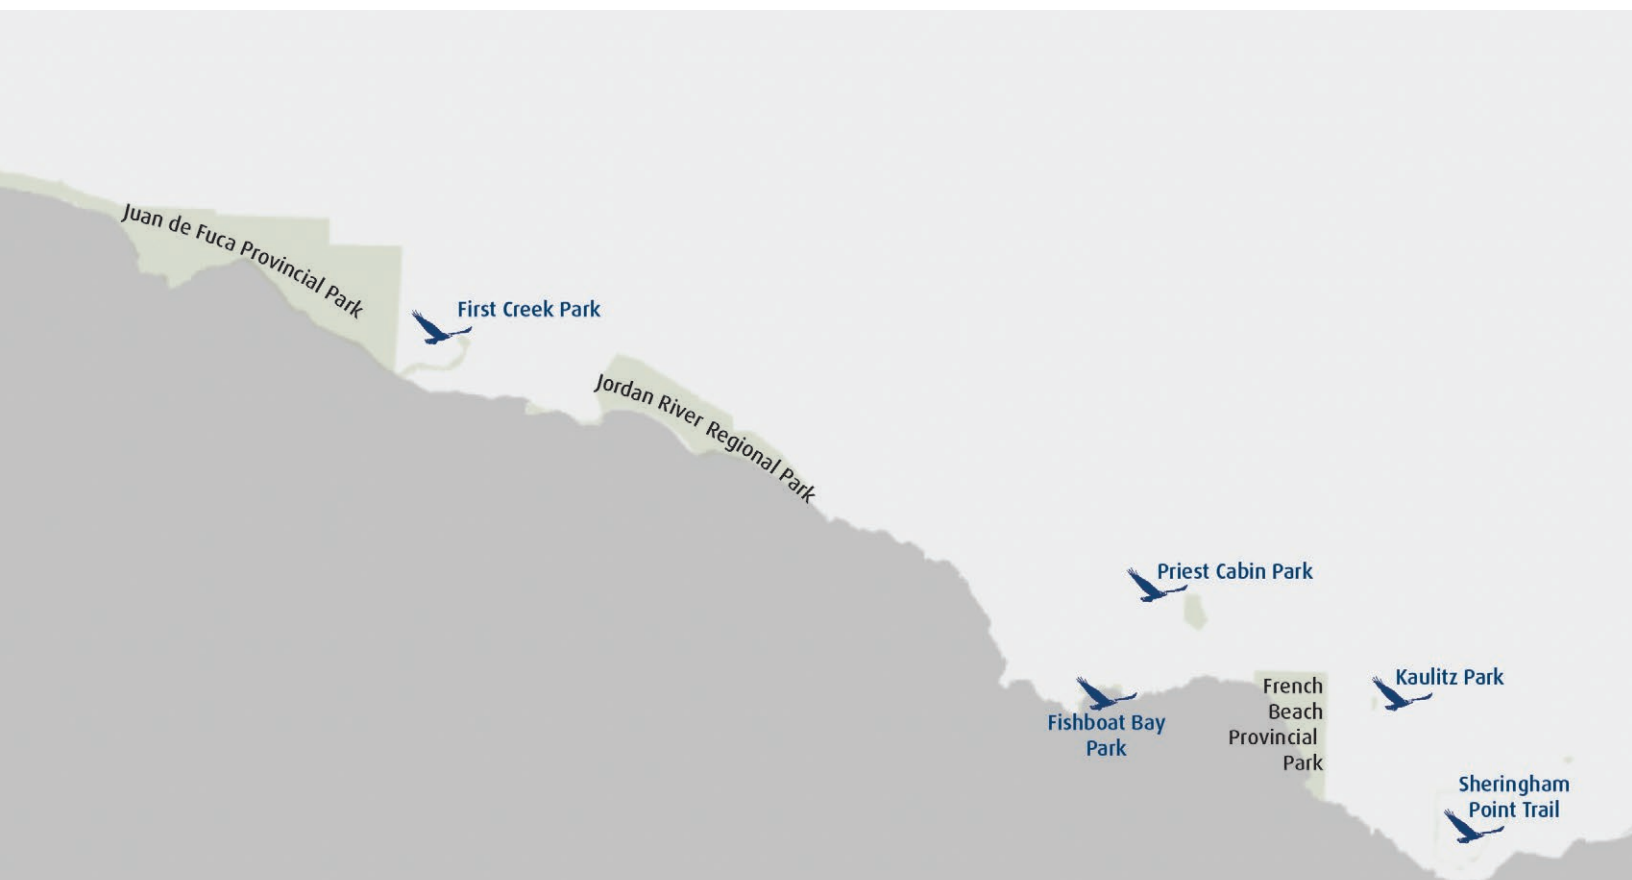 Juan de Fuca Provincial Park
First Creek Park
Jordan River Regional Park
Priest Cabin Park
Kaulitz Park
French
Beach
Provincial
Park
Fishboat Bay
Park
Sheringham
Point Trail